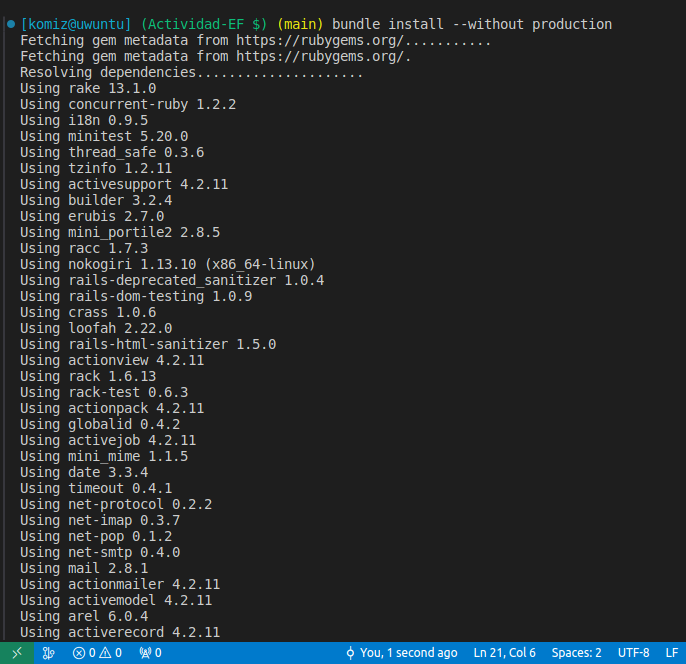 [komiz@uwuntu] (Actividad-EF $) (main) bundle install --without production
Fetching gem metadata from https://rubygems.org/...........
Fetching gem metadata from https://rubygems.org/.
Resolving dependencies.....................
Using rake 13.1.0
Using concurrent-ruby 1.2.2
Using i18n 0.9.5
Using minitest 5.20.0
Using thread_safe 0.3.6
Using tzinfo 1.2.11
Using activesupport 4.2.11
Using builder 3.2.4
Using erubis 2.7.0
Using mini_portile2 2.8.5
Using racc 1.7.3
Using nokogiri 1.13.10 (x86_64-linux)
Using rails-deprecated_sanitizer 1.0.4
Using rails-dom-testing 1.0.9
Using crass 1.0.6
Using loofah 2.22.0
Using rails-html-sanitizer 1.5.0
Using actionview 4.2.11
Using rack 1.6.13
Using rack-test 0.6.3
Using actionpack 4.2.11
Using globalid 0.4.2
Using activejob 4.2.11
Using mini_mime 1.1.5
Using date 3.3.4
Using timeout 0.4.1
Using net-protocol 0.2.2
Using net-imap 0.3.7
Using net-pop 0.1.2
Using net-smtp 0.4.0
Using mail 2.8.1
Using actionmailer 4.2.11
Using activemodel 4.2.11
Using arel 6.0.4
Using activerecord 4.2.11
0 0 0 You, 1 second ago Ln 21, Col 6 Spaces: 2 UTF-8 LF